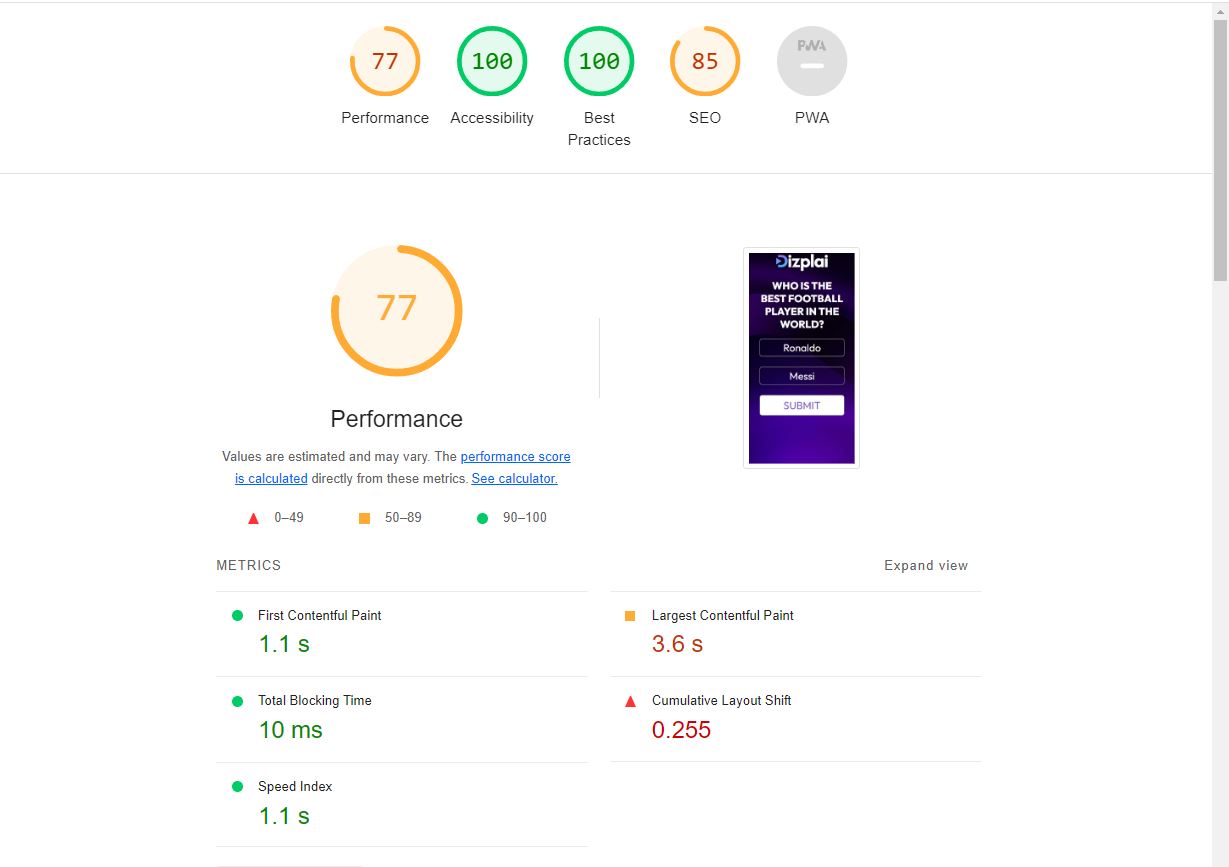 77
100
100
85
PWA
Performance
Accessibility
Best
Practices
SEO
PWA
77
Performance
Values are estimated and may vary. The performance score
is calculated directly from these metrics. See calculator.
0–49
50–89
90–100
Dizplai
WHO IS THE
BEST FOOTBALL
PLAYER IN THE
WORLD?
Ronaldo
Messi
SUBMIT
METRICS
Expand view
First Contentful Paint
1.1 s
Largest Contentful Paint
3.6 s
Total Blocking Time
10 ms
Cumulative Layout Shift
0.255
Speed Index
1.1 s